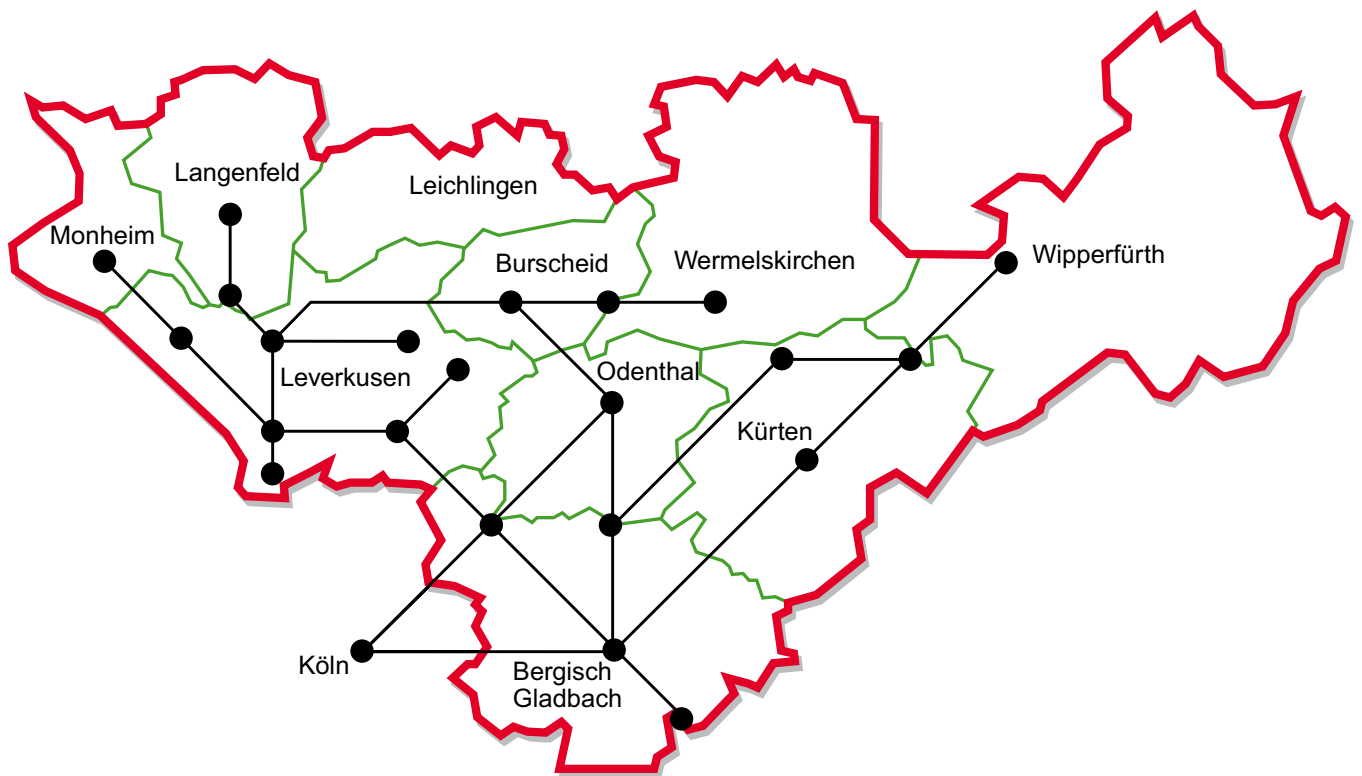 Langenfeld
Leichlingen
Monheim
Burscheid
Wermelskirchen
Wipperfürth
Leverkusen
Odenthal
Kürten
Köln
Bergisch
Gladbach